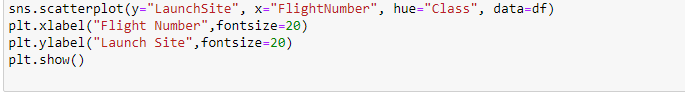 sns.scatterplot(y="LaunchSite", x="FlightNumber", hue="Class", data=df)
plt.xlabel("Flight Number",fontsize=20)
plt.ylabel("Launch Site",fontsize=20)
plt.show()